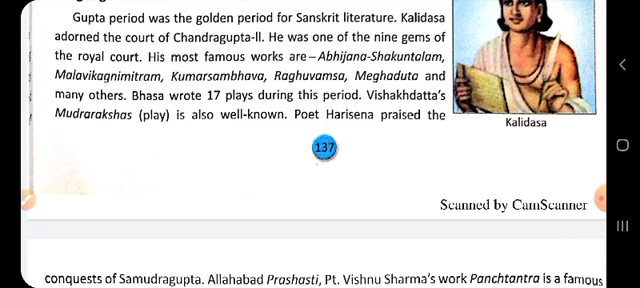 Gupta period was the golden period for Sanskrit literature. Kalidasa
adorned the court of Chandragupta-ll. He was one of the nine gems of
the royal court. His most famous works are–Abhijana-Shakuntalam,
Malavikagnimitram, Kumarsambhava, Raghuvamsa, Meghaduta and
many others. Bhasa wrote 17 plays during this period. Vishakhdatta's
Mudrarakshas (play) is also well-known. Poet Harisena praised the
Kalidasa
137
Scanned by CamScanner
conquests of Samudragupta. Allahabad Prashasti, Pt. Vishnu Sharma's work Panchtantra is a famous